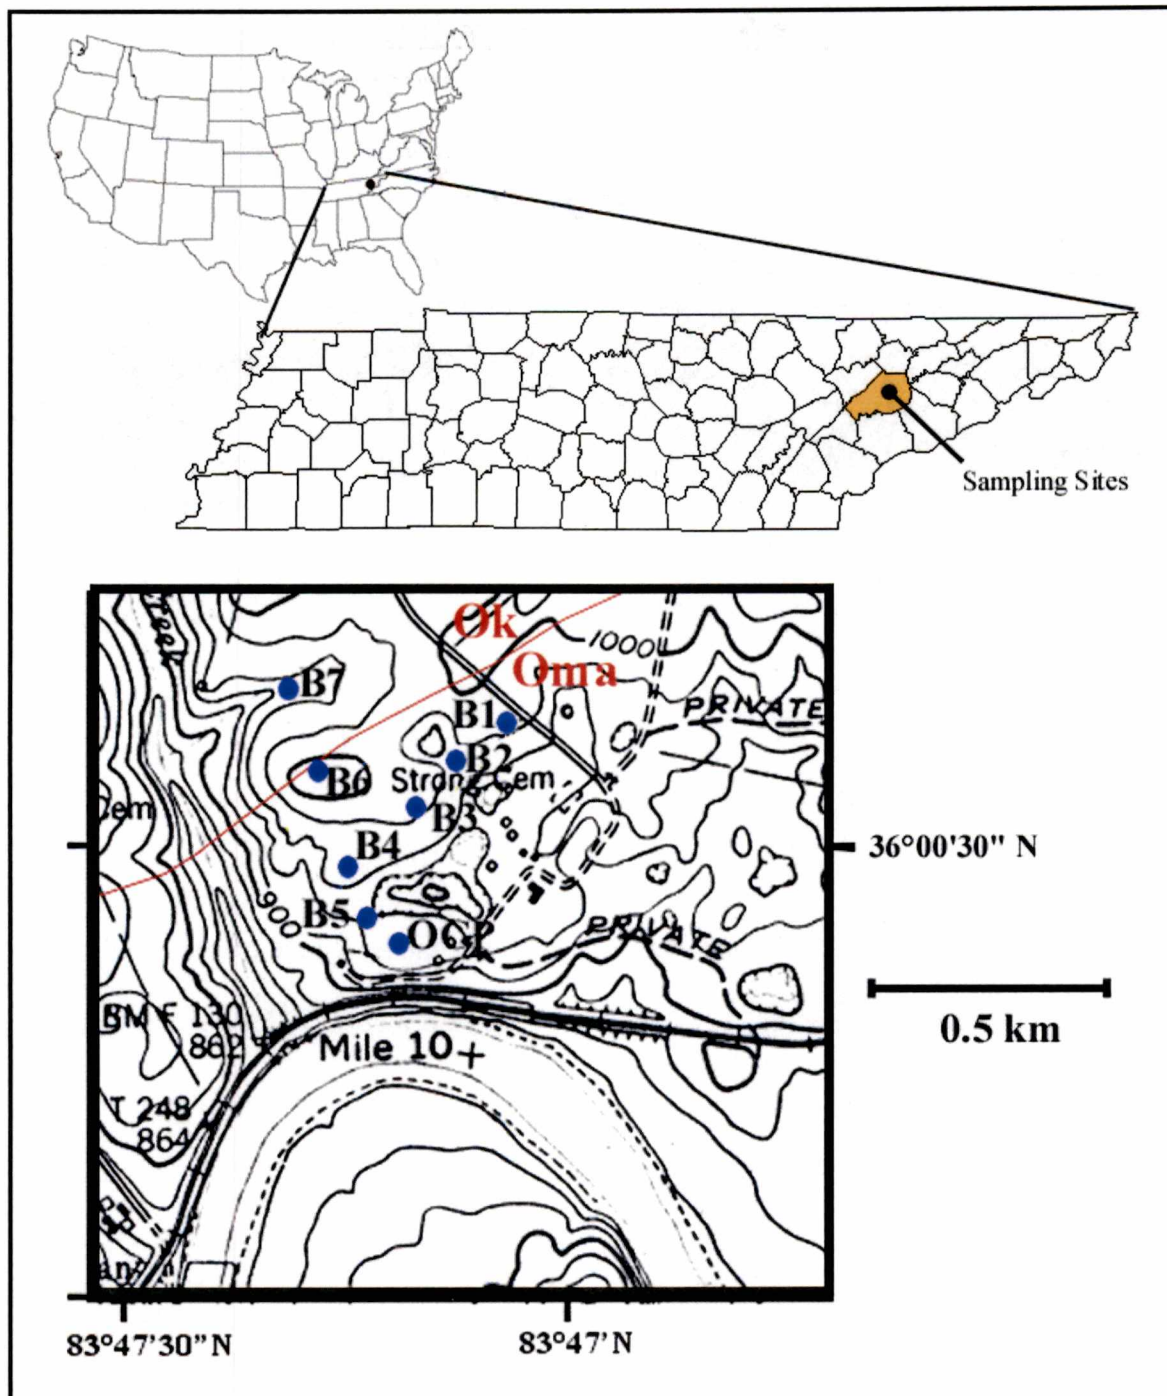 Sampling Sites
Ok
Oma
1000
B7
PRIVATE
B1
B2
B6
Strong Cem
B3
Cem
36°00'30" N
B4
900
B5
OGP
PRIVATE
0.5 km
BM F 130
862
Mile 10
T 248
864
83°47'30" N
83°47' N